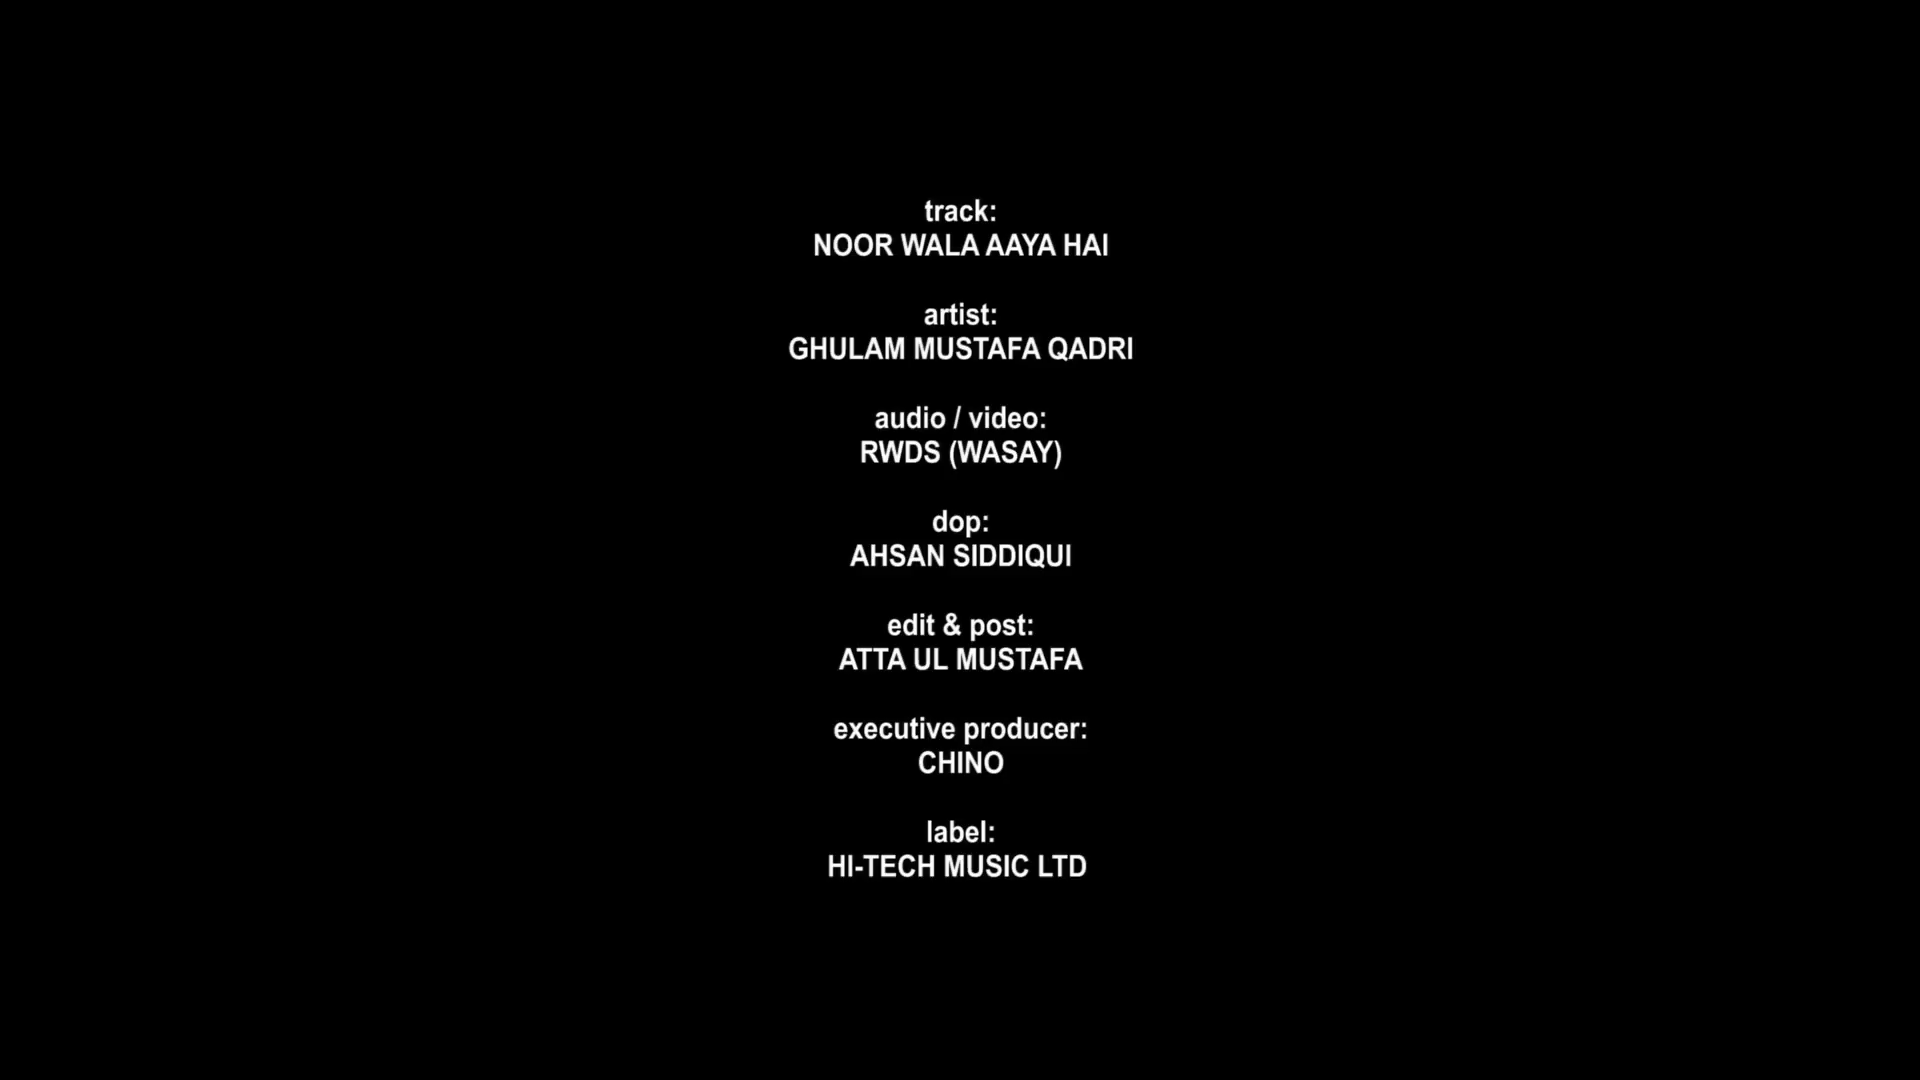 track:
NOOR WALA AAYA HAI
artist:
GHULAM MUSTAFA QADRI
audio / video:
RWDS (WASAY)
dop:
AHSAN SIDDIQUI
edit & post:
ATTA UL MUSTAFA
executive producer:
CHINO
label:
HI-TECH MUSIC LTD